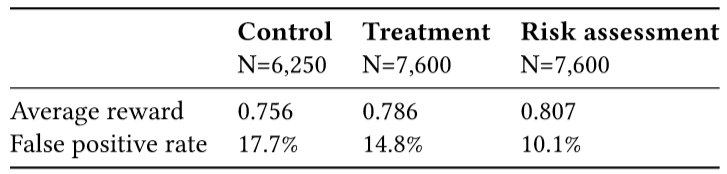 Control Treatment Risk assessment
N=6,250 N=7,600 N=7,600
Average reward 0.756 0.786 0.807
False positive rate 17.7% 14.8% 10.1%